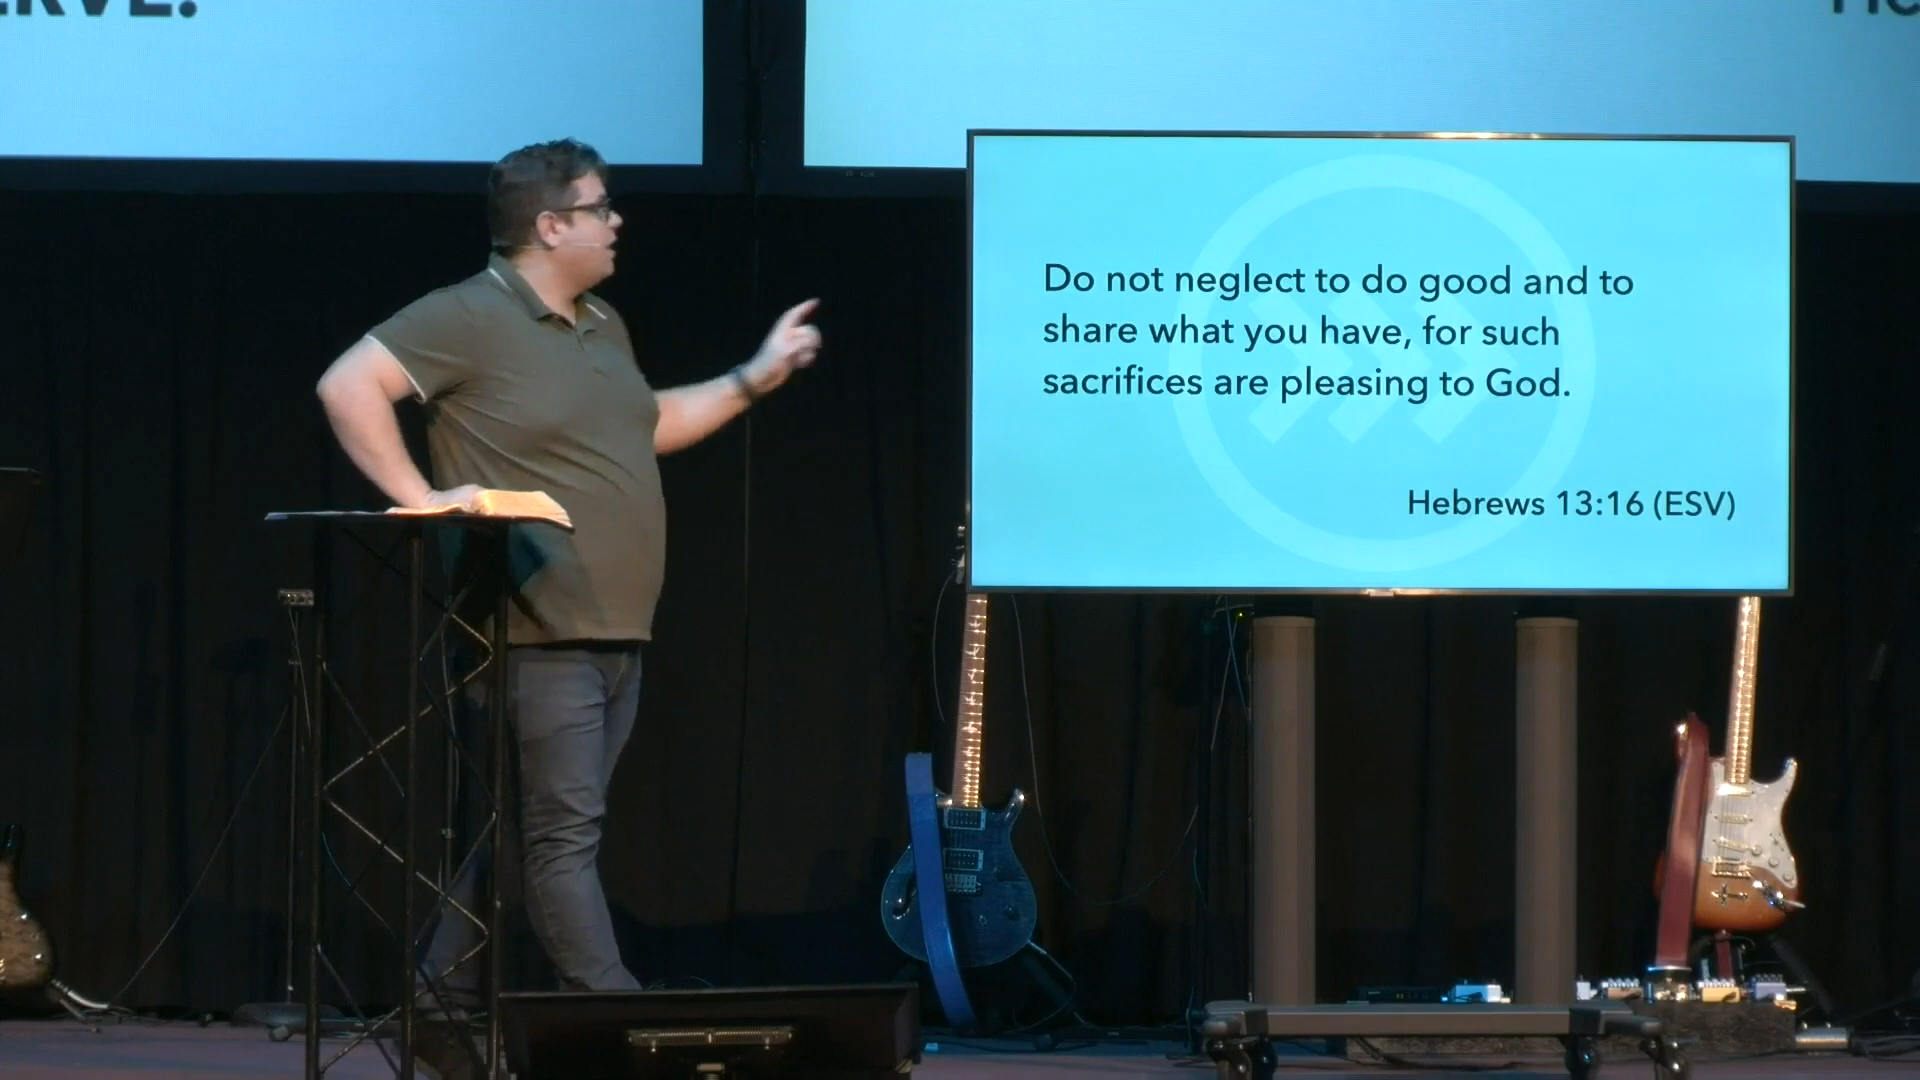 Do not neglect to do good and to
share what you have, for such
sacrifices are pleasing to God.
Hebrews 13:16 (ESV)